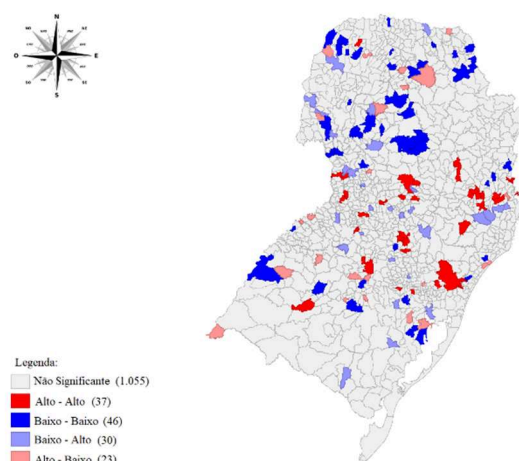 N
O
E
S
Legenda:
Não Significante (1.055)
Alto - Alto (37)
Baixo - Baixo (46)
Baixo - Alto (30)
Alto - Baixo (23)